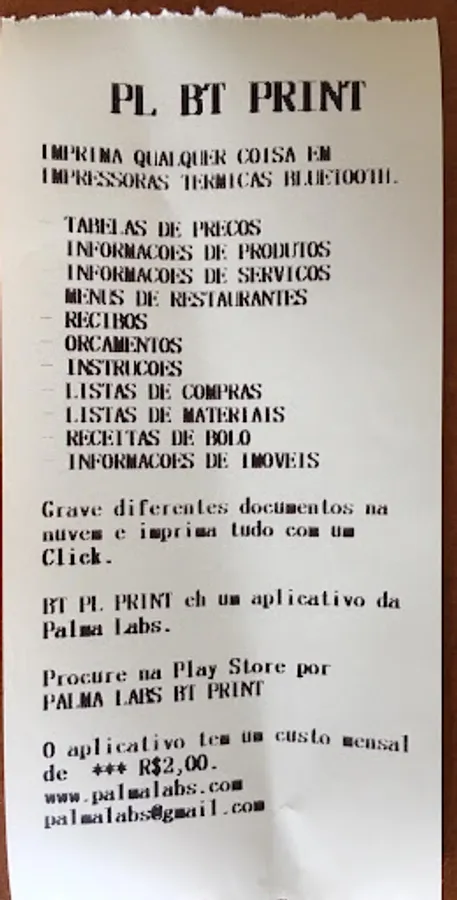 PL BT PRINT
IMPRIMA QUALQUER COISA EM
IMPRESSORAS TERMICAS BLUETOOTH.
- TABELAS DE PRECOS
- INFORMACOES DE PRODUTOS
- INFORMACOES DE SERVICOS
- MENUS DE RESTAURANTES
- RECIBOS
- ORCAMENTOS
- INSTRUCOES
- LISTAS DE COMPRAS
- LISTAS DE MATERIAIS
- RECEITAS DE BOLO
- INFORMACOES DE IMOVEIS
Grave diferentes documentos na
nuvem e imprima tudo com um
Click.
BT PL PRINT eh um aplicativo da
Palma Labs.
Procure na Play Store por
PALMA LABS BT PRINT
O aplicativo tem um custo mensal
de *** R$2,00.
www.palmalabs.com
palmalabs@gmail.com